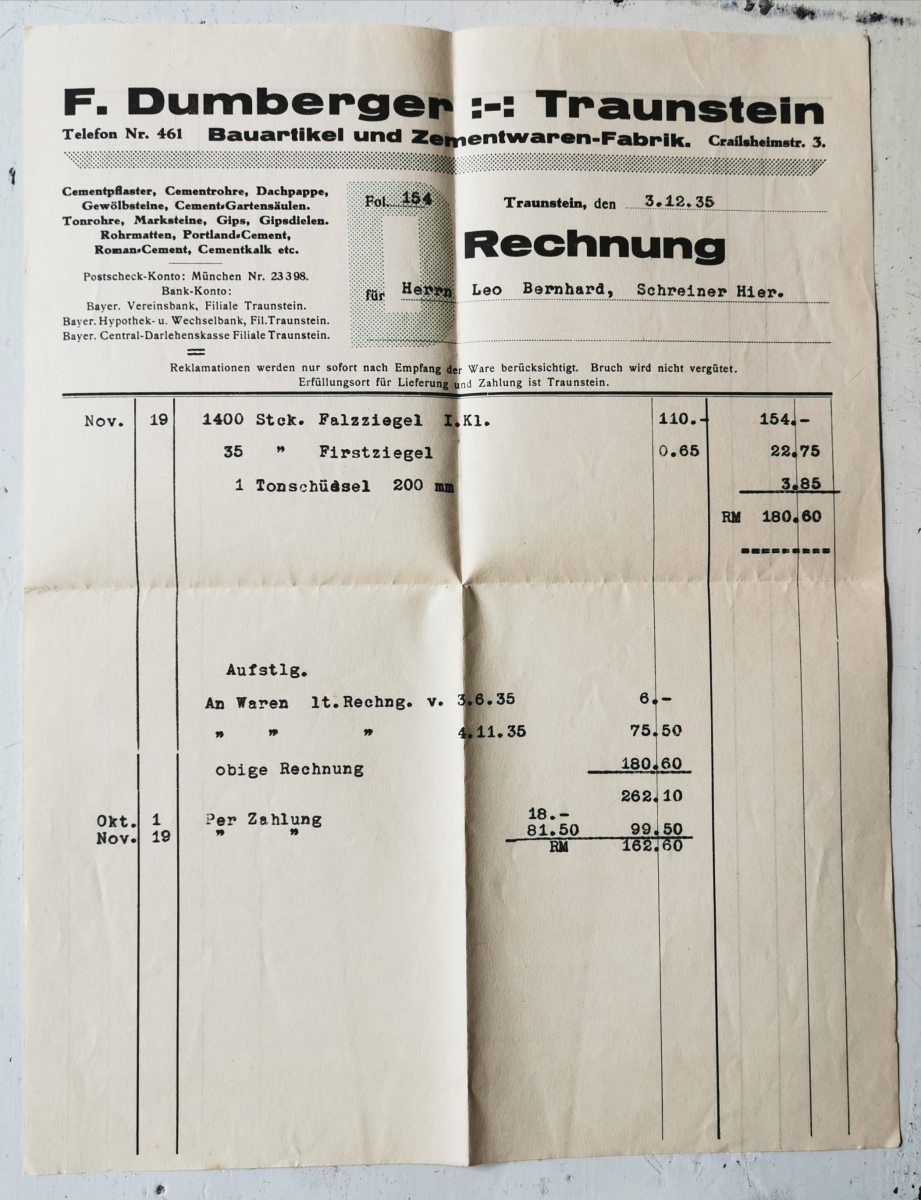 F. Dumberger :-: Traunstein
Telefon Nr. 461 Bauartikel und Zementwaren-Fabrik. Crailsheimstr. 3.
Cementpflaster, Cementrohre, Dachpappe,
Gewölbsteine, Cement-Gartensäulen.
Tonrohre, Marksteine, Gips, Gipsdielen.
Rohrmatten, Portland-Cement,
Roman-Cement, Cementkalk etc.
Postscheck-Konto: München Nr. 23398.
Bank-Konto:
Bayer. Vereinsbank, Filiale Traunstein.
Bayer. Hypothek- u. Wechselbank, Fil. Traunstein.
Bayer. Central-Darlehenskasse Filiale Traunstein.
Fol. 154 Traunstein, den 3.12.35
Rechnung
für Herrn Leo Bernhard, Schreiner Hier.
Reklamationen werden nur sofort nach Empfang der Ware berücksichtigt. Bruch wird nicht vergütet.
Erfüllungsort für Lieferung und Zahlung ist Traunstein.
Nov. 19 1400 Stck. Falzziegel I.Kl. 110.- 154.-
35 " Firstziegel 0.65 22.75
1 Tonschüssel 200 mm 3.85
RM 180.60
Aufstlg.
An Waren lt.Rechng. v. 3.6.35 6.-
" " " 4.11.35 75.50
obige Rechnung 180.60
262.10
Okt. 1 Per Zahlung 18.-
Nov. 19 " " 81.50 99.50
RM 162.60